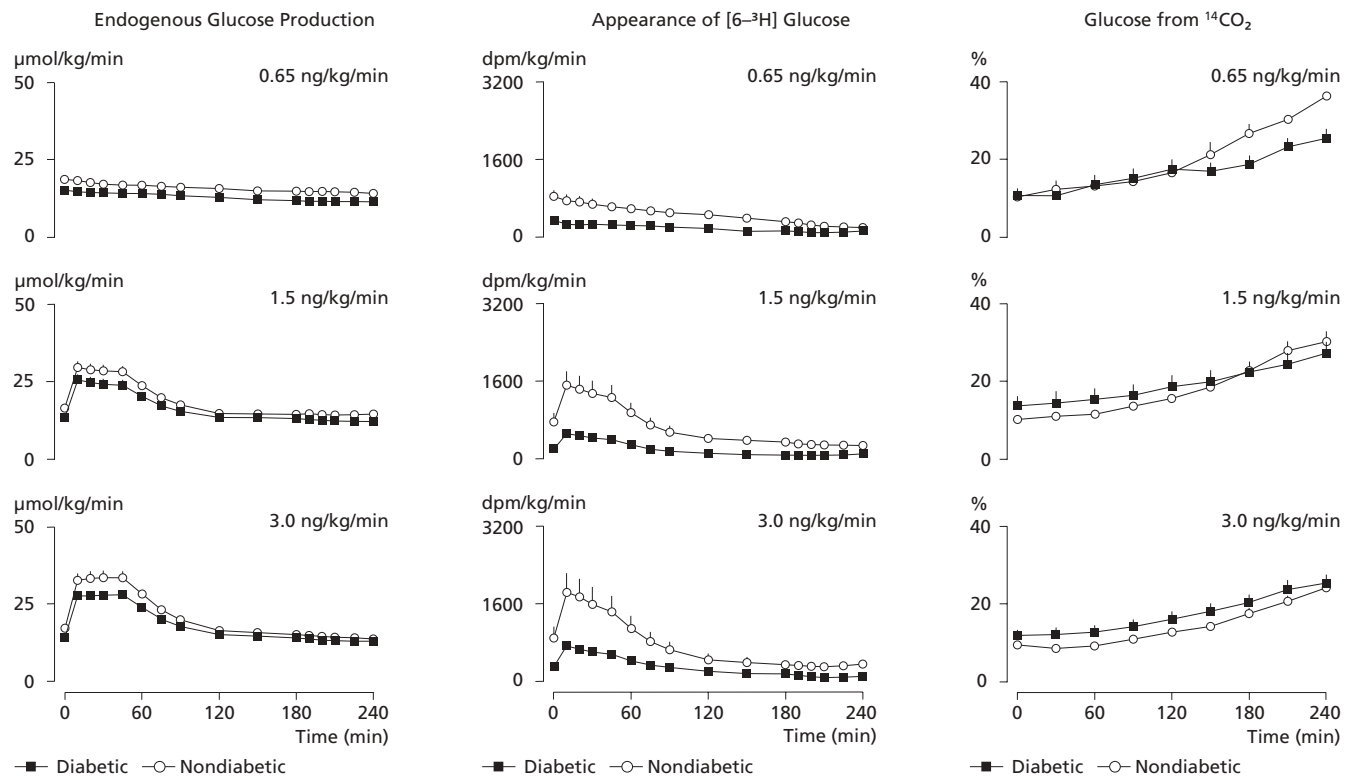 Endogenous Glucose Production
Appearance of [6–³H] Glucose
Glucose from ¹⁴CO₂
µmol/kg/min
0.65 ng/kg/min
50
25
0
dpm/kg/min
0.65 ng/kg/min
3200
1600
0
%
0.65 ng/kg/min
40
20
0
µmol/kg/min
1.5 ng/kg/min
50
25
0
dpm/kg/min
1.5 ng/kg/min
3200
1600
0
%
1.5 ng/kg/min
40
20
0
µmol/kg/min
3.0 ng/kg/min
50
25
0
0 60 120 180 240
Time (min)
dpm/kg/min
3.0 ng/kg/min
3200
1600
0
0 60 120 180 240
Time (min)
%
3.0 ng/kg/min
40
20
0
0 60 120 180 240
Time (min)
Diabetic Nondiabetic
Diabetic Nondiabetic
Diabetic Nondiabetic